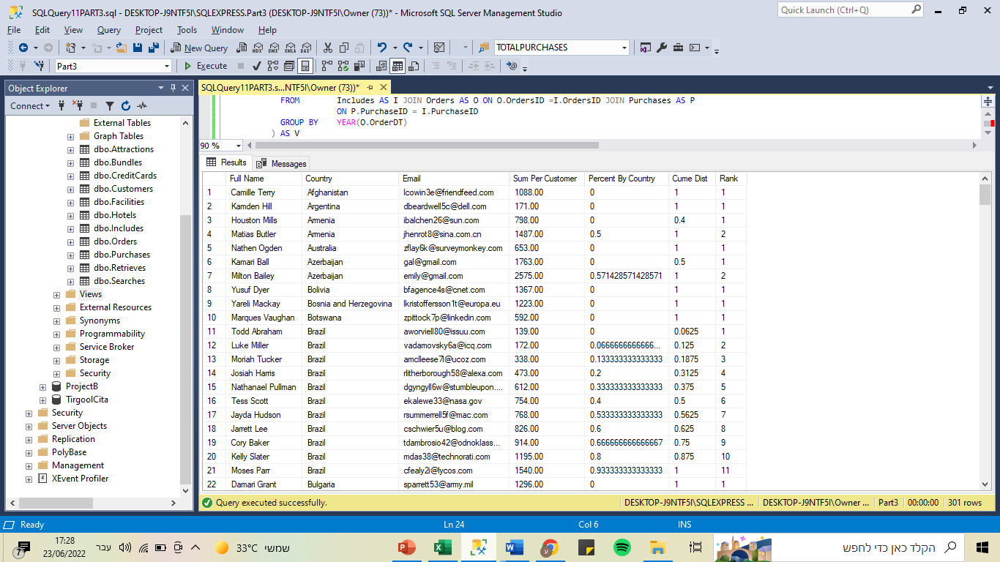 SQLQuery11PART3.sql - DESKTOP-J9NTF5I\SQLEXPRESS.Part3 (DESKTOP-J9NTF5I\Owner (73))* - Microsoft SQL Server Management Studio
Quick Launch (Ctrl+Q)
File Edit View Query Project Tools Window Help
New Query MDX DMX XMLA DAX TOTALPURCHASES
Part3 Execute
Object Explorer
Connect
External Tables
Graph Tables
dbo.Attractions
dbo.Bundles
dbo.CreditCards
dbo.Customers
dbo.Facilities
dbo.Hotels
dbo.Includes
dbo.Orders
dbo.Purchases
dbo.Retrieves
dbo.Searches
Views
External Resources
Synonyms
Programmability
Service Broker
Storage
Security
ProjectB
TirgoolCita
Security
Server Objects
Replication
PolyBase
Management
XEvent Profiler
SQLQuery11PART3.s...NTF5I\Owner (73))*
FROM Includes AS I JOIN Orders AS O ON O.OrdersID =I.OrdersID JOIN Purchases AS P
ON P.PurchaseID = I.PurchaseID
GROUP BY YEAR(O.OrderDT)
) AS V
90 %
Results Messages
Full Name Country Email Sum Per Customer Percent By Country Cume Dist Rank
1 Camille Terry Afghanistan lcowin3e@friendfeed.com 1088.00 0 1 1
2 Kamden Hill Argentina dbeardwell5c@dell.com 171.00 0 1 1
3 Houston Mills Armenia ibalchen26@sun.com 798.00 0 0.4 1
4 Matias Butler Armenia jhenrot8@sina.com.cn 1487.00 0.5 1 2
5 Nathen Ogden Australia zflay6k@surveymonkey.com 653.00 0 1 1
6 Kamari Ball Azerbaijan gal@gmail.com 1763.00 0 0.5 1
7 Milton Bailey Azerbaijan emily@gmail.com 2575.00 0.571428571428571 1 2
8 Yusuf Dyer Bolivia bfagence4s@cnet.com 1367.00 0 1 1
9 Yareli Mackay Bosnia and Herzegovina lkristoffersson1t@europa.eu 1223.00 0 1 1
10 Marques Vaughan Botswana zpittock7p@linkedin.com 592.00 0 1 1
11 Todd Abraham Brazil aworviell80@issuu.com 139.00 0 0.0625 1
12 Luke Miller Brazil vadamovsky6a@icq.com 172.00 0.0666666666666... 0.125 2
13 Moriah Tucker Brazil amclleese7l@ucoz.com 338.00 0.133333333333333 0.1875 3
14 Josiah Harris Brazil rlitherborough58@alexa.com 473.00 0.2 0.3125 4
15 Nathanael Pullman Brazil dgyngyll6w@stumbleupon.... 612.00 0.333333333333333 0.375 5
16 Tess Scott Brazil ekalewe33@nasa.gov 754.00 0.4 0.5 6
17 Jayda Hudson Brazil rsummerrell5f@mac.com 768.00 0.533333333333333 0.5625 7
18 Jarrett Lee Brazil cschwier5u@blog.com 826.00 0.6 0.625 8
19 Cory Baker Brazil tdambrosio42@odnoklass... 914.00 0.666666666666667 0.75 9
20 Kelly Slater Brazil mdas38@technorati.com 1195.00 0.8 0.875 10
21 Moses Parr Brazil cfealy2i@lycos.com 1540.00 0.933333333333333 1 11
22 Damari Grant Bulgaria sparrett53@army.mil 1296.00 0 1 1
Query executed successfully. DESKTOP-J9NTF5I\SQLEXPRESS ... DESKTOP-J9NTF5I\Owner ... Part3 00:00:00 301 rows
Ready Ln 24 Col 6 INS
17:28
23/06/2022
7
עבר
33°C שמשי
הקלד כאן כדי לחפש